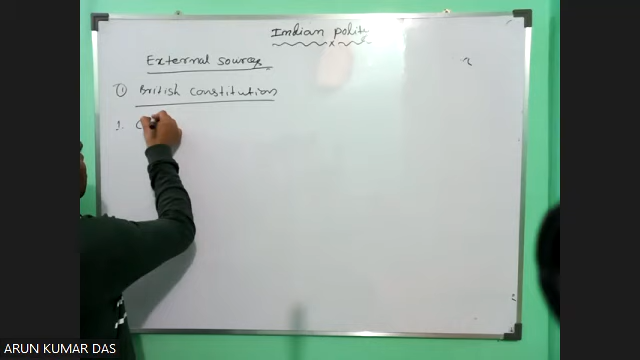 Indian polity
External sources
① British constitution
1. C
ARUN KUMAR DAS